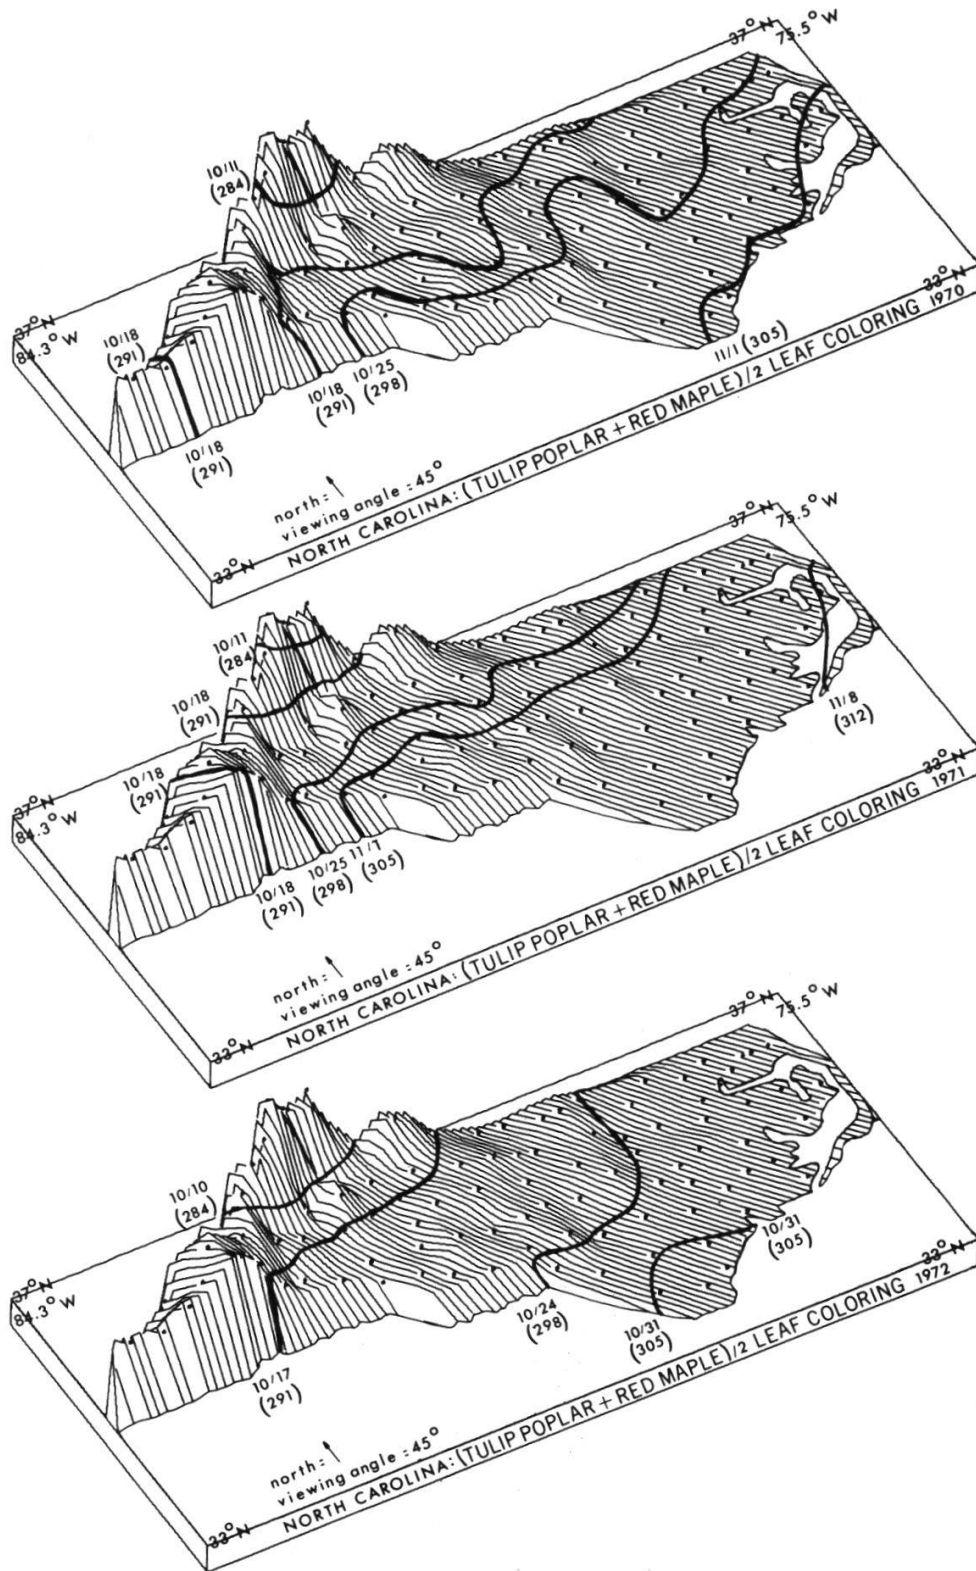 37° N 75.5° W
10/11
(284)
37° N
84.3° W
10/18
(291)
10/18
(291)
10/18
(291)
10/25
(298)
11/1 (305)
33° N
north:
viewing angle = 45°
33° N
NORTH CAROLINA: (TULIP POPLAR + RED MAPLE)/2 LEAF COLORING 1970
37° N 75.5° W
10/11
(284)
10/18
(291)
10/18
(291)
37° N
84.3° W
10/18
(291)
10/25
(298)
11/1
(305)
11/8
(312)
33° N
north:
viewing angle = 45°
33° N
NORTH CAROLINA: (TULIP POPLAR + RED MAPLE)/2 LEAF COLORING 1971
37° N 75.5° W
10/10
(284)
37° N
84.3° W
10/17
(291)
10/24
(298)
10/31
(305)
10/31
(305)
33° N
north:
viewing angle = 45°
33° N
NORTH CAROLINA: (TULIP POPLAR + RED MAPLE)/2 LEAF COLORING 1972